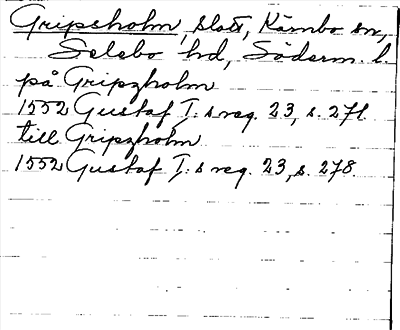 Gripsholm, slott, Kärnbo sn,
Selebo hd, Söderm. l.
på Gripzholm
1552 Gustaf I:s reg. 23, s. 271.
till Gripzholm
1552 Gustaf I:s reg. 23, s. 278.